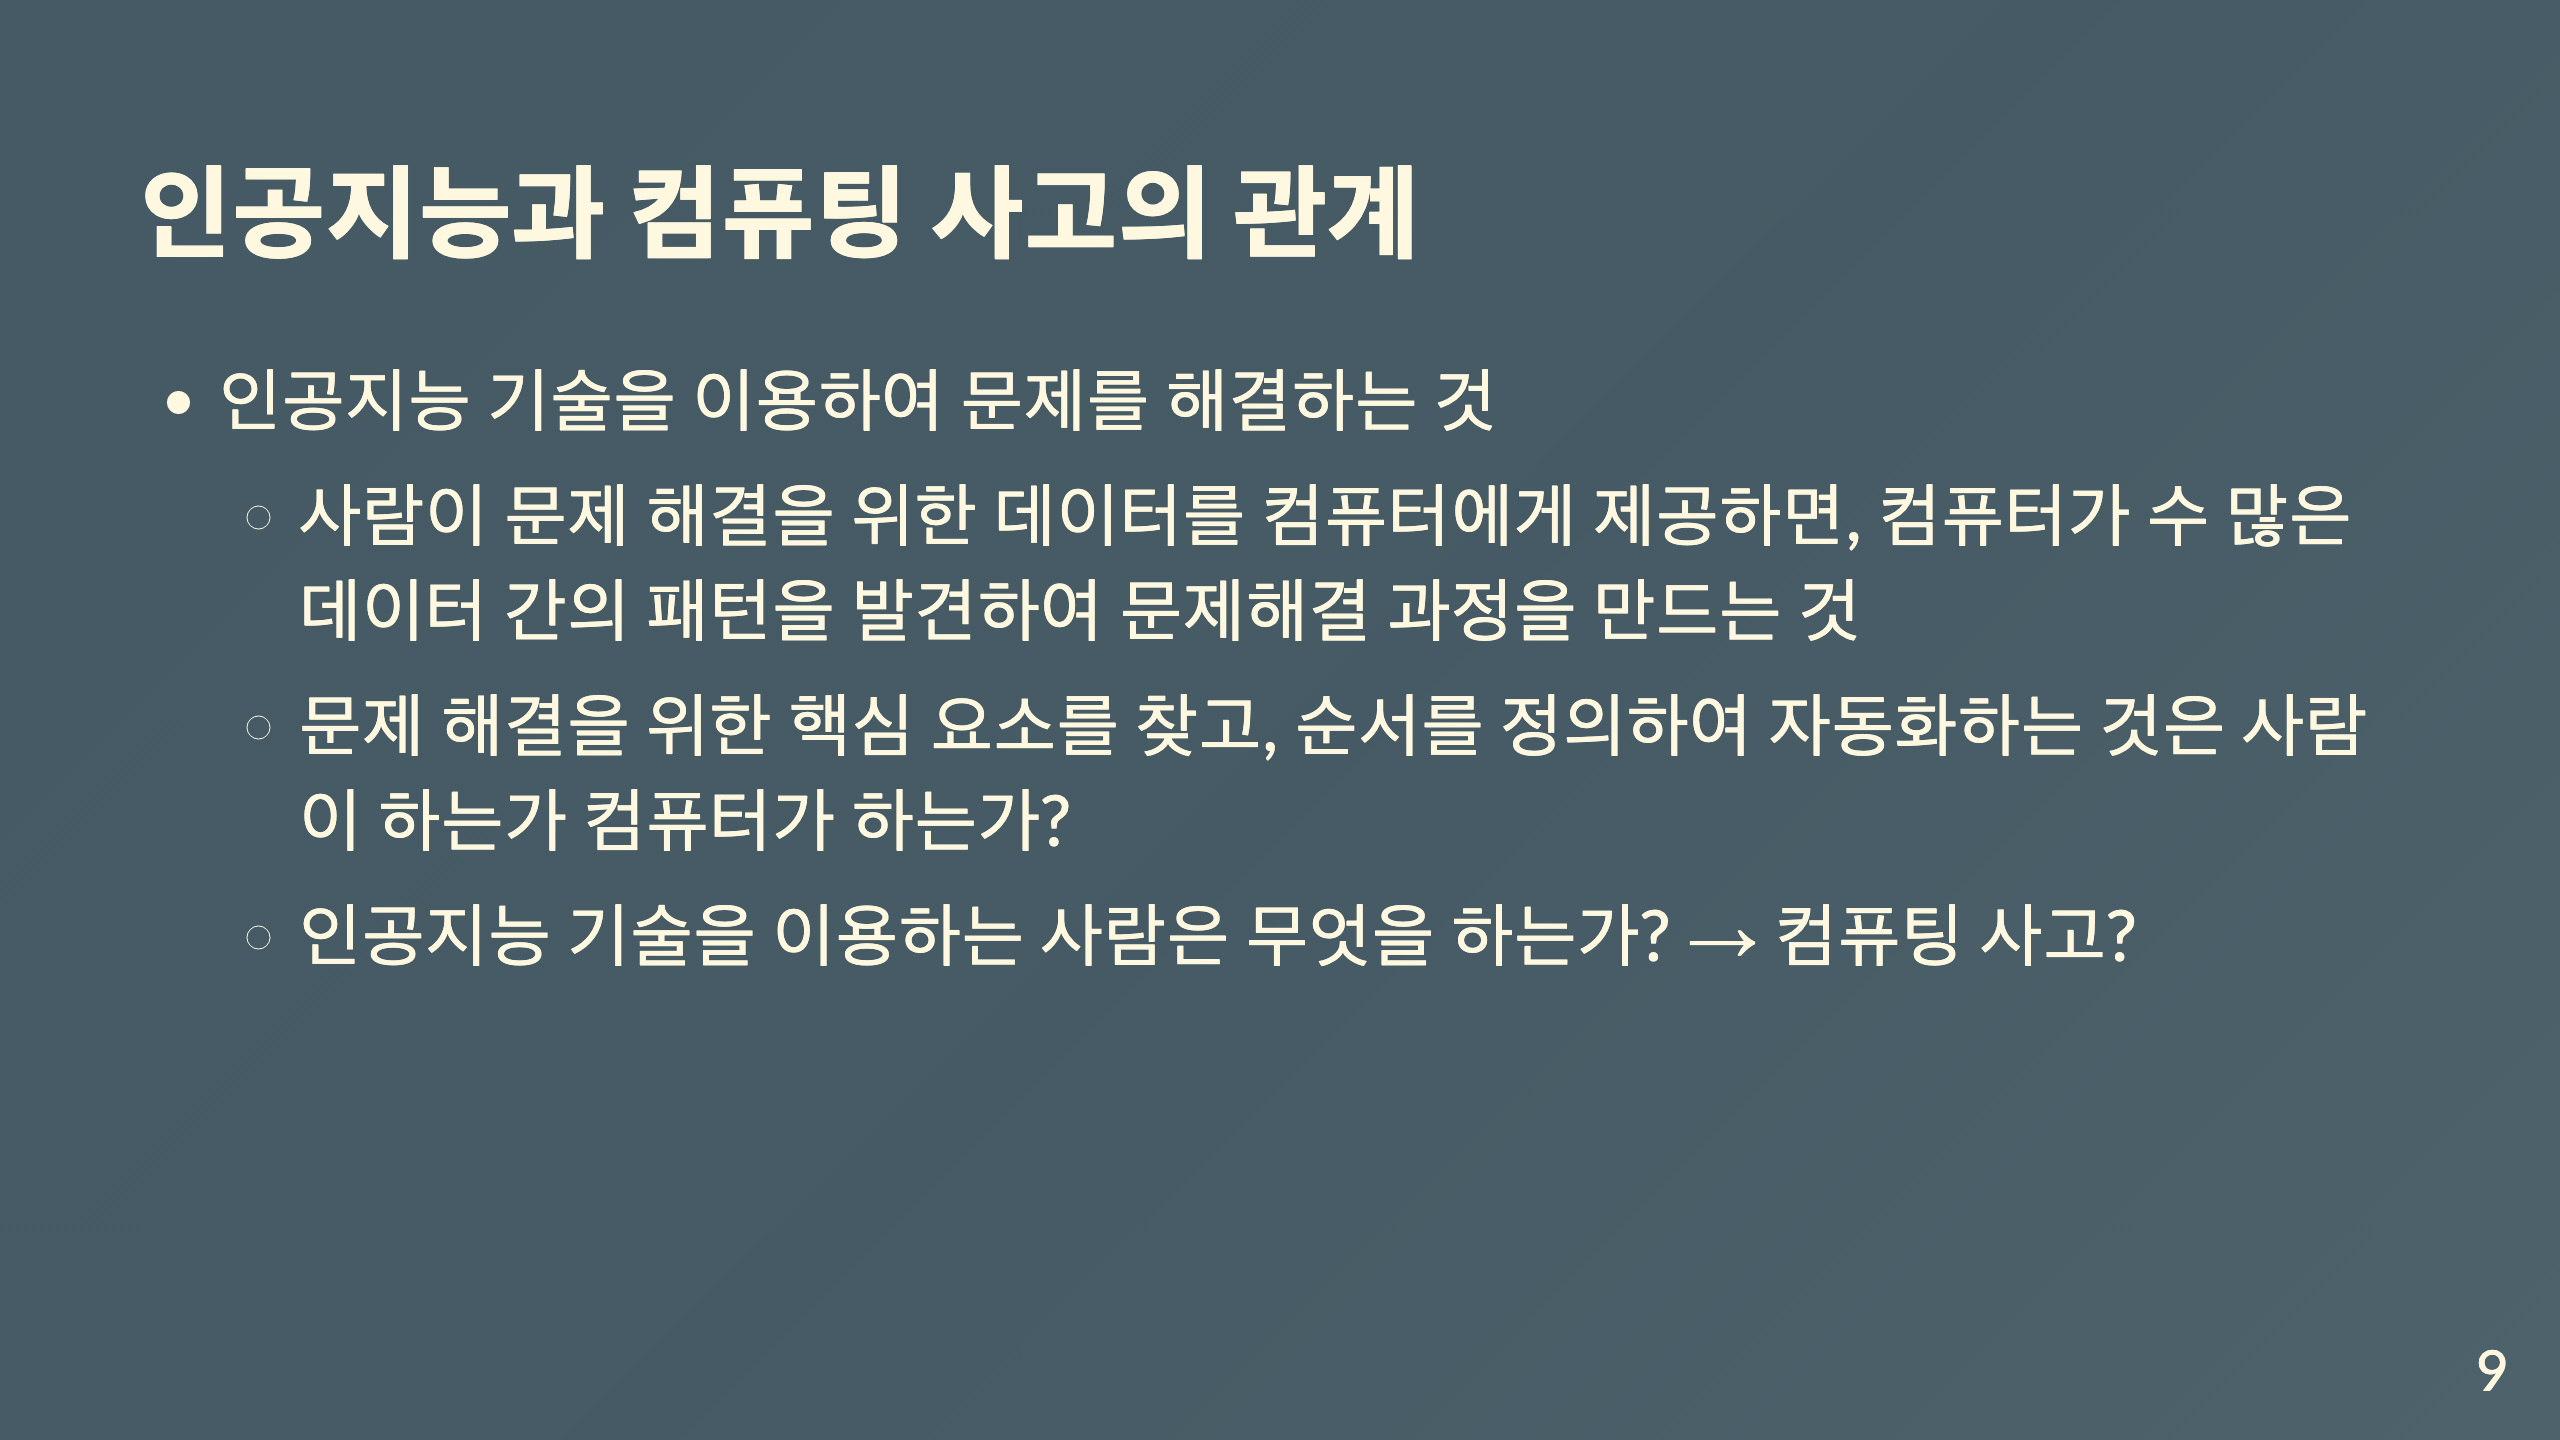 인공지능과 컴퓨팅 사고의 관계
• 인공지능 기술을 이용하여 문제를 해결하는 것
○ 사람이 문제 해결을 위한 데이터를 컴퓨터에게 제공하면, 컴퓨터가 수 많은
데이터 간의 패턴을 발견하여 문제해결 과정을 만드는 것
○ 문제 해결을 위한 핵심 요소를 찾고, 순서를 정의하여 자동화하는 것은 사람
이 하는가 컴퓨터가 하는가?
○ 인공지능 기술을 이용하는 사람은 무엇을 하는가? → 컴퓨팅 사고?
9